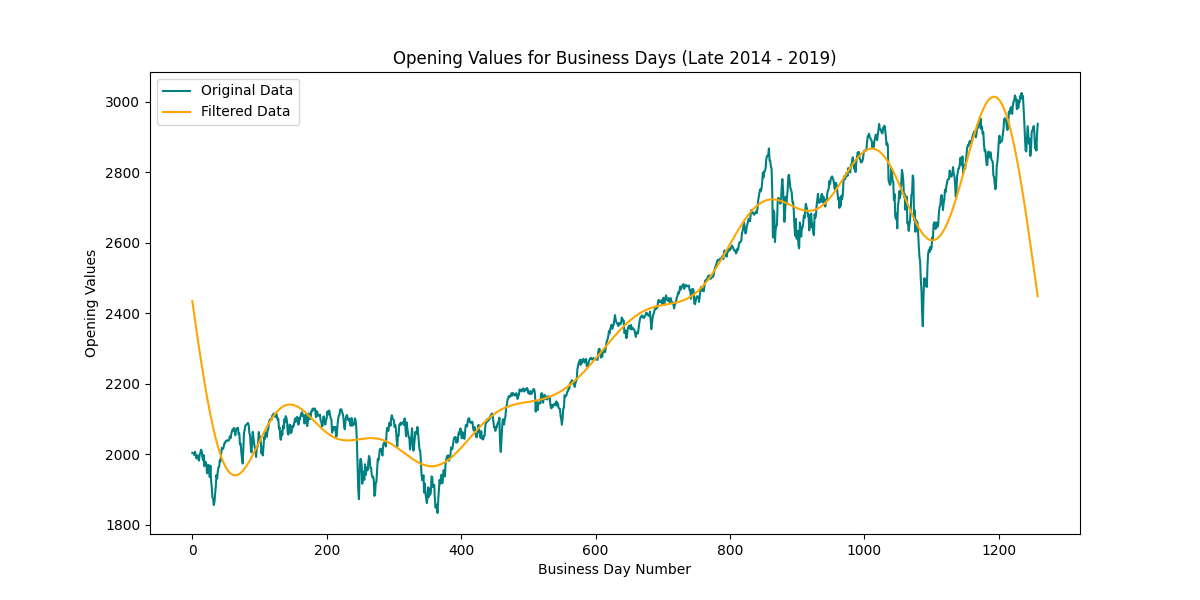 Opening Values for Business Days (Late 2014 - 2019)
Original Data
Filtered Data
Opening Values
3000
2800
2600
2400
2200
2000
1800
0 200 400 600 800 1000 1200
Business Day Number